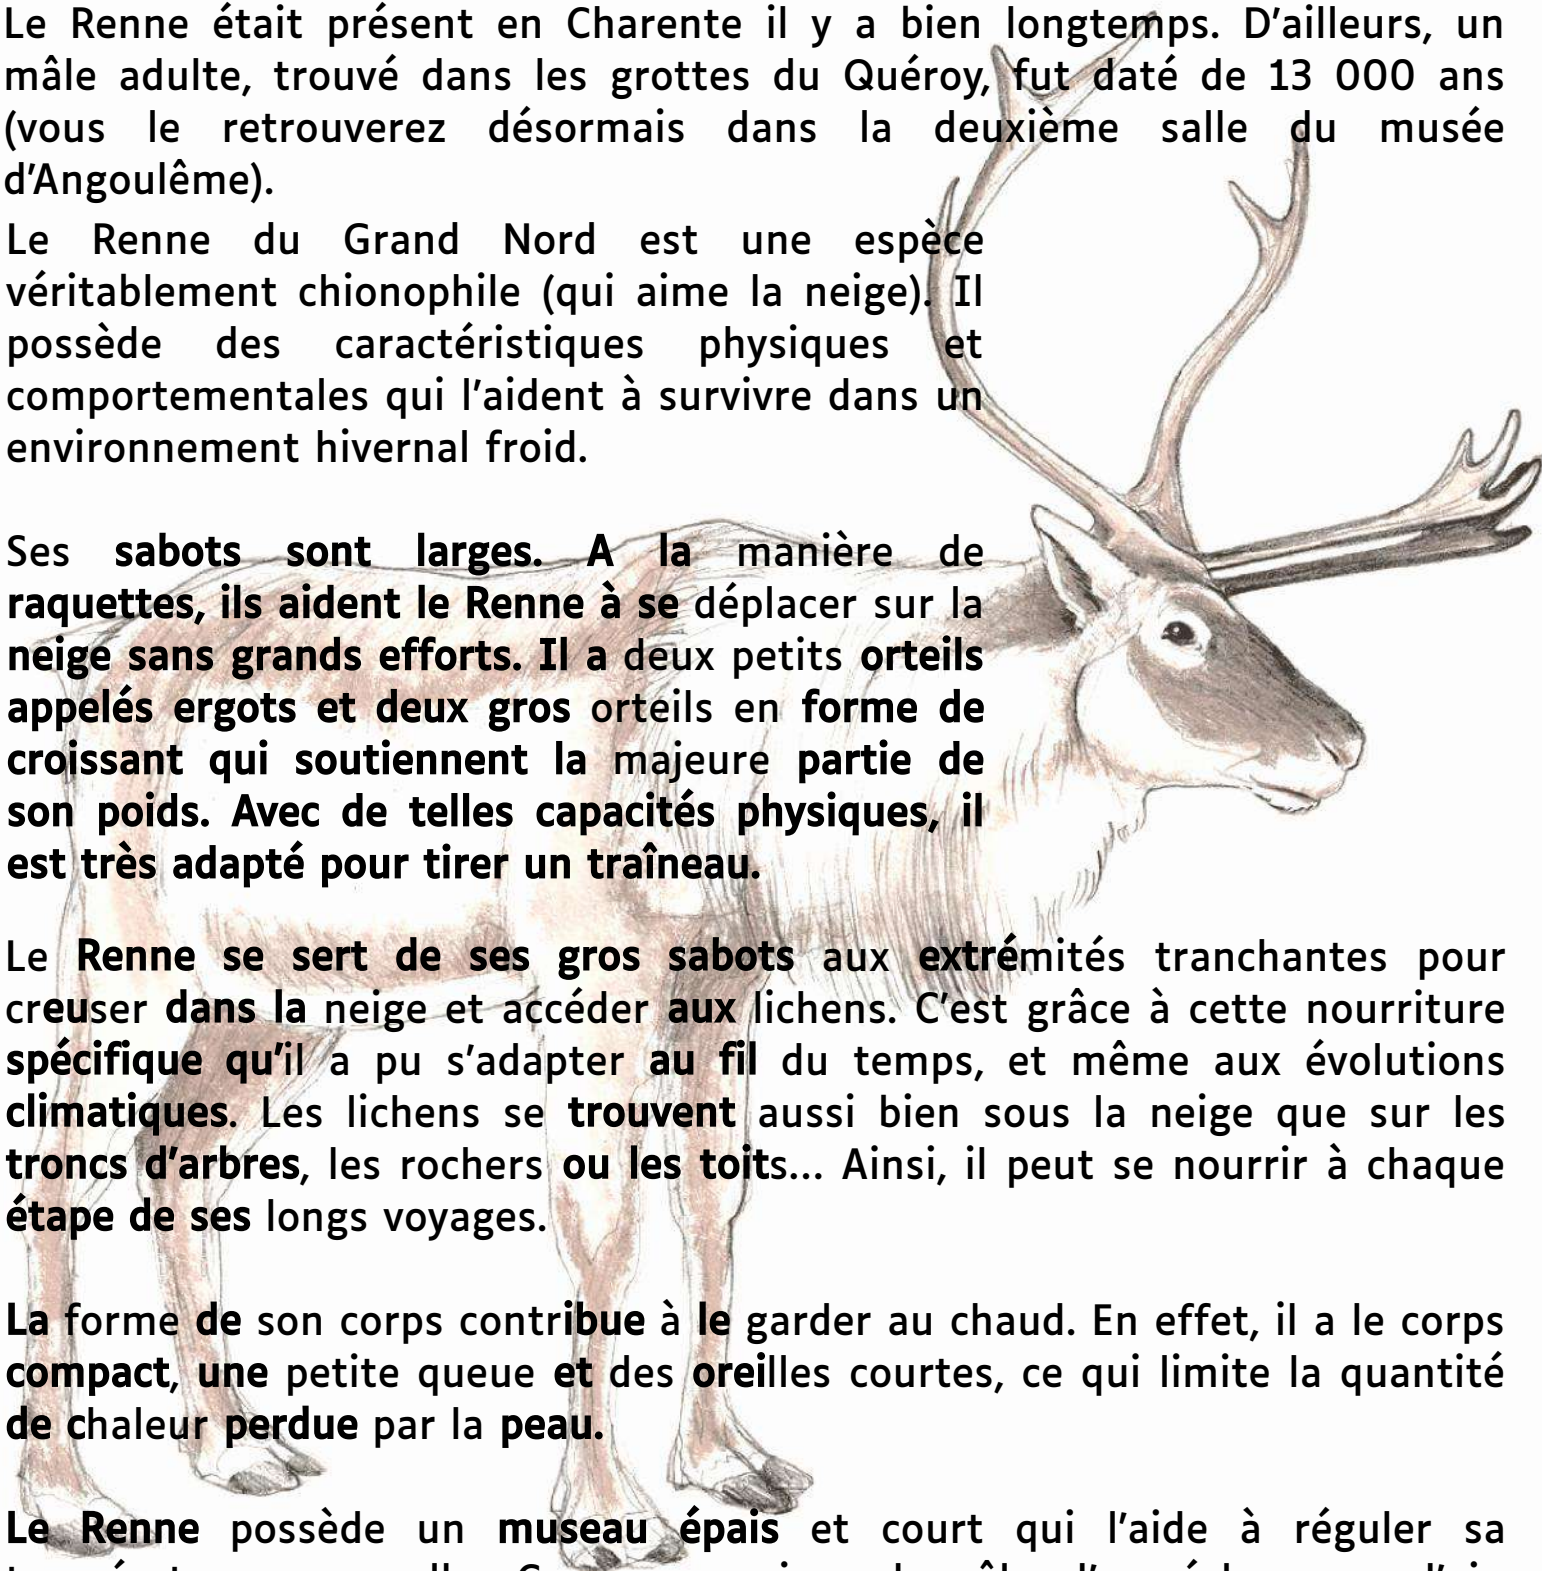 Le Renne était présent en Charente il y a bien longtemps. D'ailleurs, un
mâle adulte, trouvé dans les grottes du Quéroy, fut daté de 13 000 ans
(vous le retrouverez désormais dans la deuxième salle du musée
d'Angoulême).
Le Renne du Grand Nord est une espèce
véritablement chionophile (qui aime la neige). Il
possède des caractéristiques physiques et
comportementales qui l'aident à survivre dans un
environnement hivernal froid.
Ses sabots sont larges. A la manière de
raquettes, ils aident le Renne à se déplacer sur la
neige sans grands efforts. Il a deux petits orteils
appelés ergots et deux gros orteils en forme de
croissant qui soutiennent la majeure partie de
son poids. Avec de telles capacités physiques, il
est très adapté pour tirer un traîneau.
Le Renne se sert de ses gros sabots aux extrémités tranchantes pour
creuser dans la neige et accéder aux lichens. C'est grâce à cette nourriture
spécifique qu'il a pu s'adapter au fil du temps, et même aux évolutions
climatiques. Les lichens se trouvent aussi bien sous la neige que sur les
troncs d'arbres, les rochers ou les toits... Ainsi, il peut se nourrir à chaque
étape de ses longs voyages.
La forme de son corps contribue à le garder au chaud. En effet, il a le corps
compact, une petite queue et des oreilles courtes, ce qui limite la quantité
de chaleur perdue par la peau.
Le Renne possède un museau épais et court qui l'aide à réguler sa